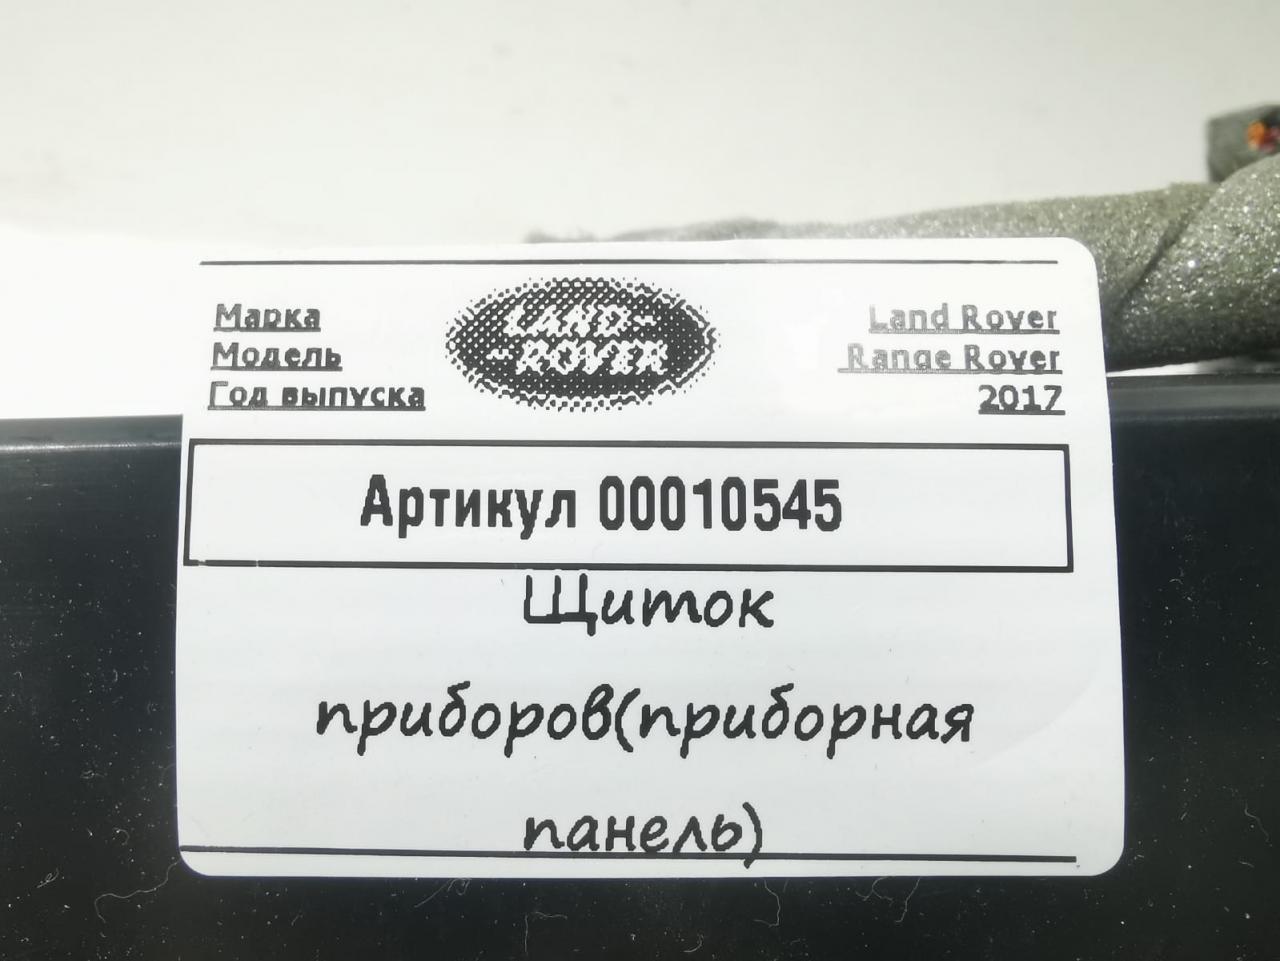 Марка LAND- Land Rover
Модель -ROVER Range Rover
Год выпуска 2017
Артикул 00010545
Щиток
приборов(приборная
панель)